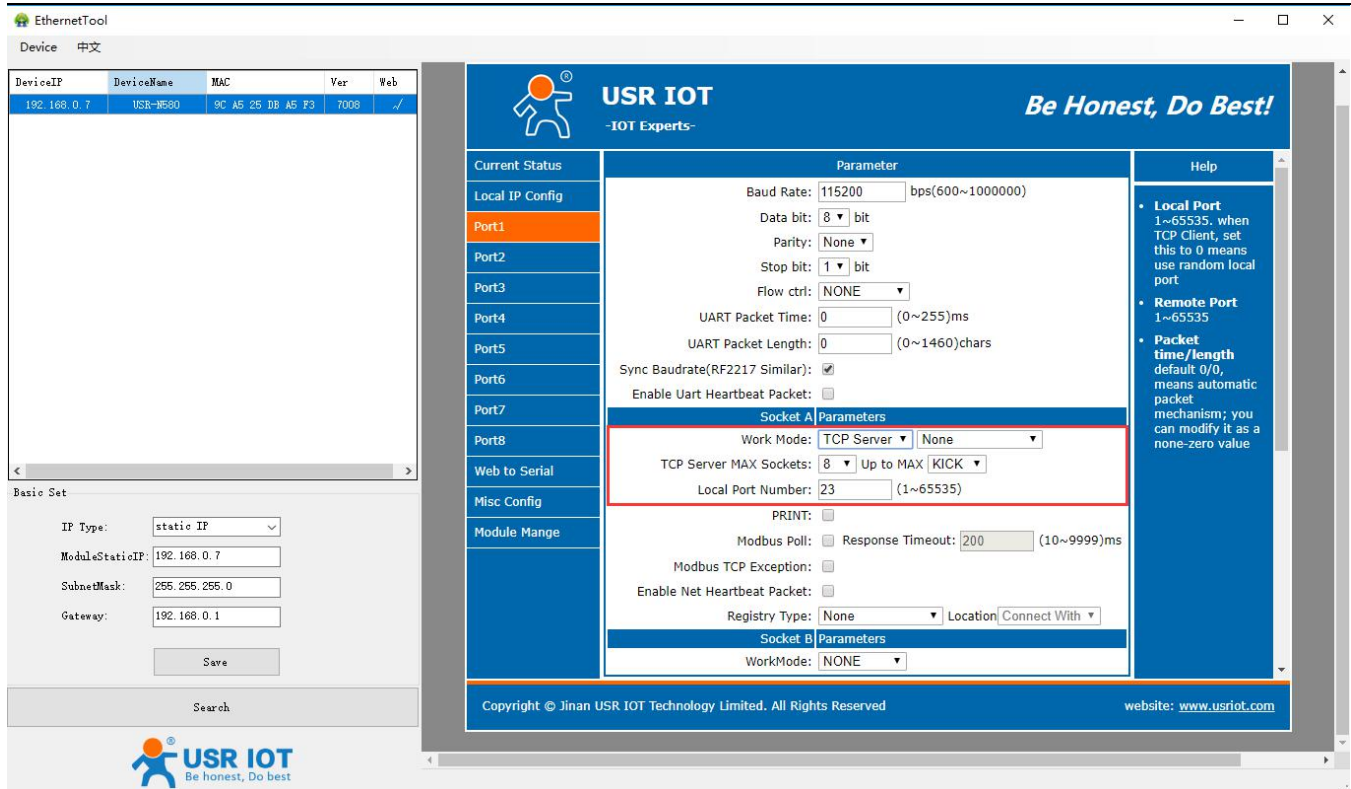 EthernetTool
Device 中文
DeviceIP DeviceName MAC Ver Web
192.168.0.7 USR-N580 9C A5 25 DB A5 F3 7008 √
Basic Set
IP Type: static IP
ModuleStaticIP: 192.168.0.7
SubnetMask: 255.255.255.0
Gateway: 192.168.0.1
Save
Search
® USR IOT
Be honest, Do best
®
USR IOT
-IOT Experts-
Be Honest, Do Best!
Current Status
Local IP Config
Port1
Port2
Port3
Port4
Port5
Port6
Port7
Port8
Web to Serial
Misc Config
Module Mange
Parameter
Baud Rate: 115200 bps(600~1000000)
Data bit: 8 bit
Parity: None
Stop bit: 1 bit
Flow ctrl: NONE
UART Packet Time: 0 (0~255)ms
UART Packet Length: 0 (0~1460)chars
Sync Baudrate(RF2217 Similar):
Enable Uart Heartbeat Packet:
Socket A Parameters
Work Mode: TCP Server None
TCP Server MAX Sockets: 8 Up to MAX KICK
Local Port Number: 23 (1~65535)
PRINT:
Modbus Poll: Response Timeout: 200 (10~9999)ms
Modbus TCP Exception:
Enable Net Heartbeat Packet:
Registry Type: None Location Connect With
Socket B Parameters
WorkMode: NONE
Help
• Local Port
1~65535. when
TCP Client, set
this to 0 means
use random local
port
• Remote Port
1~65535
• Packet
time/length
default 0/0,
means automatic
packet
mechanism; you
can modify it as a
none-zero value
Copyright © Jinan USR IOT Technology Limited. All Rights Reserved
website: www.usriot.com